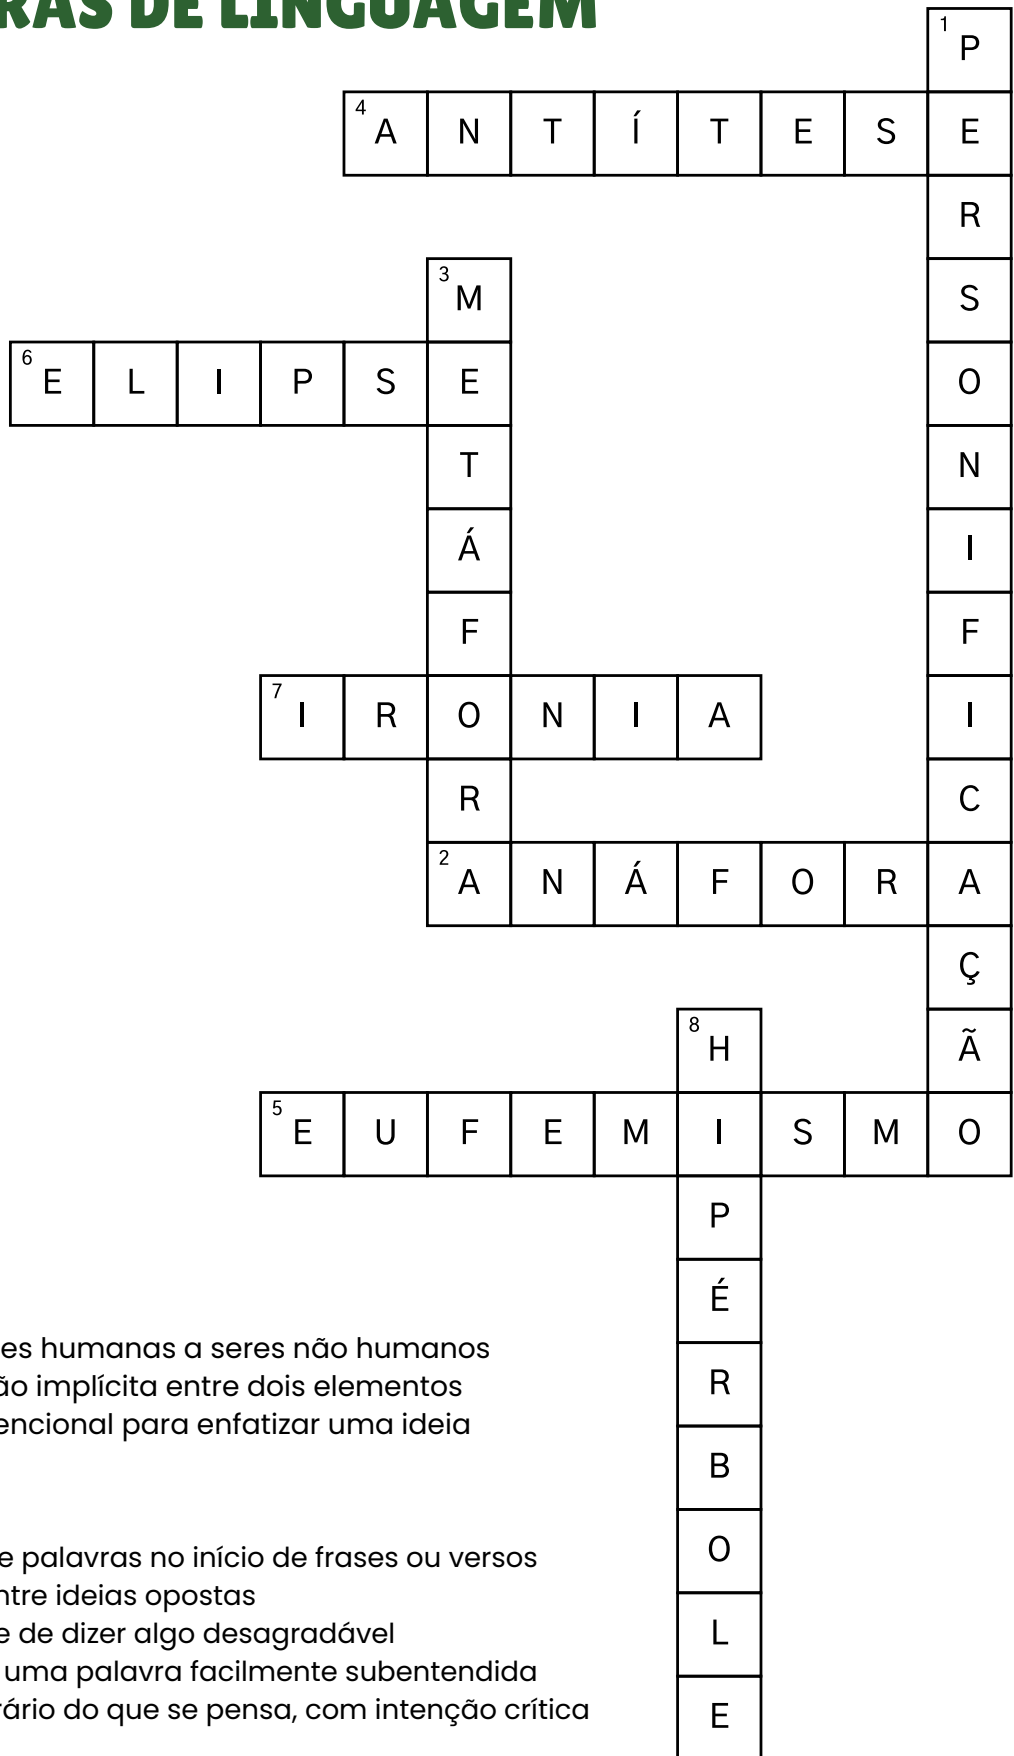 RAS DE LINGUAGEM
1 P
4 A N T Í T E S E
R
3 M S
6 E L I P S E O
T N
Á I
F F
7 I R O N I A I
R C
2 A N Á F O R A
Ç
8 H Ã
5 E U F E M I S M O
P
É
R
B
O
L
E
es humanas a seres não humanos
ão implícita entre dois elementos
encional para enfatizar uma ideia
e palavras no início de frases ou versos
ntre ideias opostas
e de dizer algo desagradável
uma palavra facilmente subentendida
rário do que se pensa, com intenção crítica